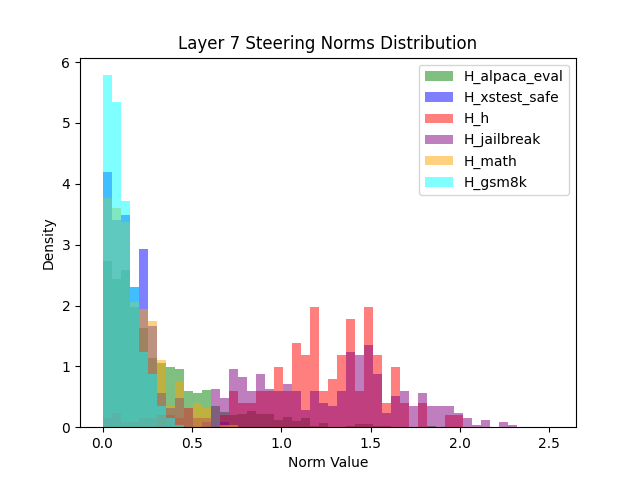 Layer 7 Steering Norms Distribution
H_alpaca_eval
H_xstest_safe
H_h
H_jailbreak
H_math
H_gsm8k
Density
6
5
4
3
2
1
0
0.0 0.5 1.0 1.5 2.0 2.5
Norm Value